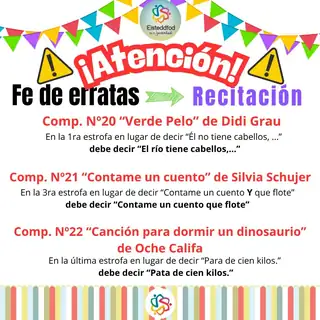 Eisteddfod
¡Atención!
Fe de erratas Recitación
Comp. Nº20 “Verde Pelo” de Didi Grau
En la 1ra estrofa en lugar de decir “Él no tiene cabellos, ...”
debe decir “El río tiene cabellos,...”
Comp. Nº21 “Contame un cuento” de Silvia Schujer
En la 3ra estrofa en lugar de decir “Contame un cuento Y que flote”
debe decir “Contame un cuento que flote”
Comp. Nº22 “Canción para dormir un dinosaurio”
de Oche Califa
En la última estrofa en lugar de decir “Para de cien kilos.”
debe decir “Pata de cien kilos.”